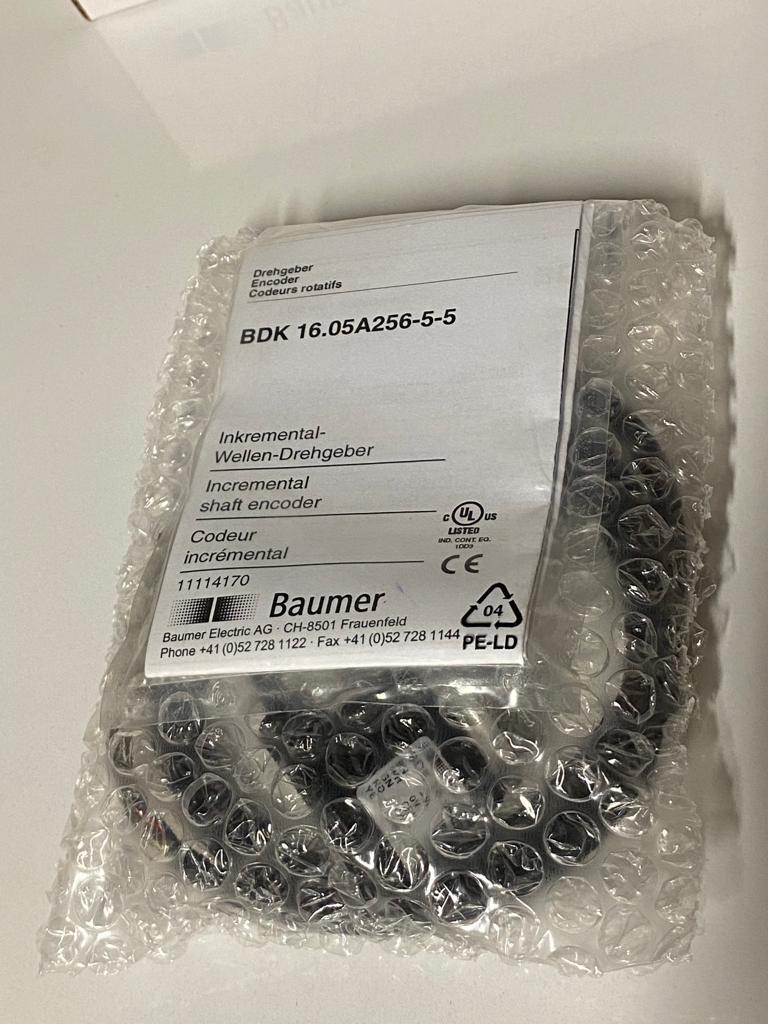 Drehgeber
Encoder
Codeurs rotatifs
BDK 16.05A256-5-5
Inkremental-
Wellen-Drehgeber
Incremental
shaft encoder
Codeur
incrémental
11114170
C UL US
LISTED
IND. CONT. EQ.
1DD3
CE
Baumer
Baumer Electric AG · CH-8501 Frauenfeld
Phone +41 (0)52 728 1122 · Fax +41 (0)52 728 1144
04
PE-LD